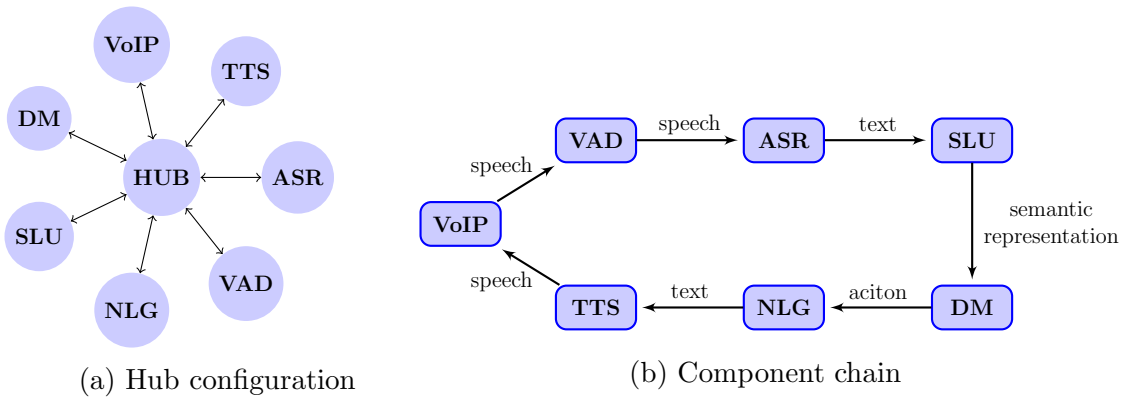 VoIP
TTS
DM
HUB
ASR
SLU
VAD
NLG
(a) Hub configuration
VAD
speech
ASR
text
SLU
speech
VoIP
semantic
representation
speech
TTS
text
NLG
aciton
DM
(b) Component chain